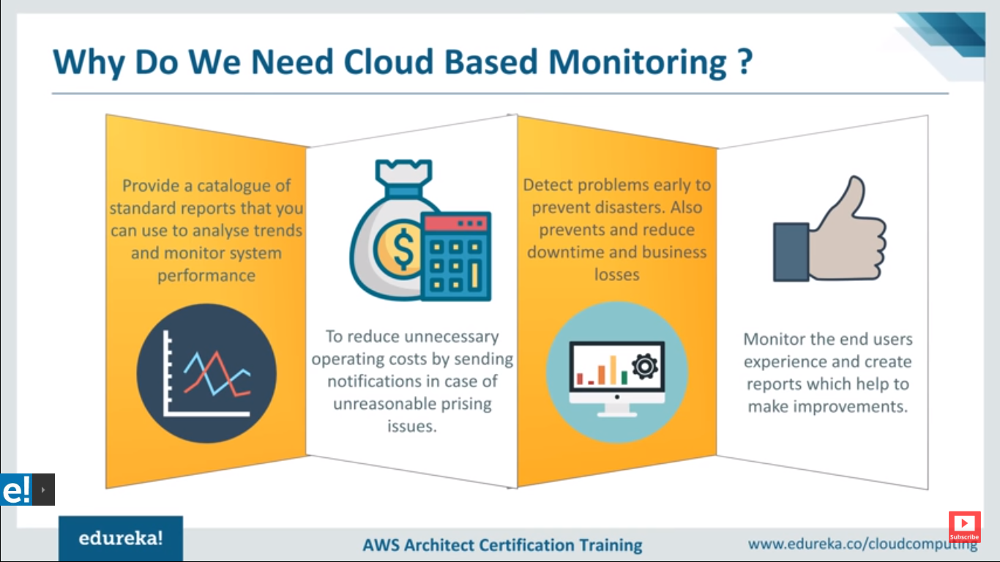 Why Do We Need Cloud Based Monitoring ?
Provide a catalogue of
standard reports that you
can use to analyse trends
and monitor system
performance
To reduce unnecessary
operating costs by sending
notifications in case of
unreasonable prising
issues.
Detect problems early to
prevent disasters. Also
prevents and reduce
downtime and business
losses
Monitor the end users
experience and create
reports which help to
make improvements.
e!
edureka!
AWS Architect Certification Training
www.edureka.co/cloudcomputing
Subscribe